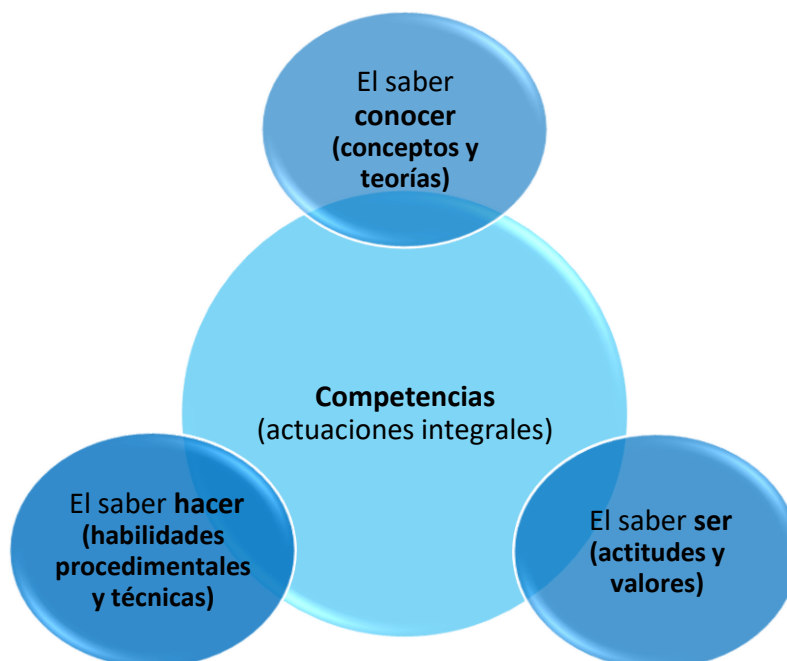 El saber
conocer
(conceptos y
teorías)
Competencias
(actuaciones integrales)
El saber hacer
(habilidades
procedimentales
y técnicas)
El saber ser
(actitudes y
valores)